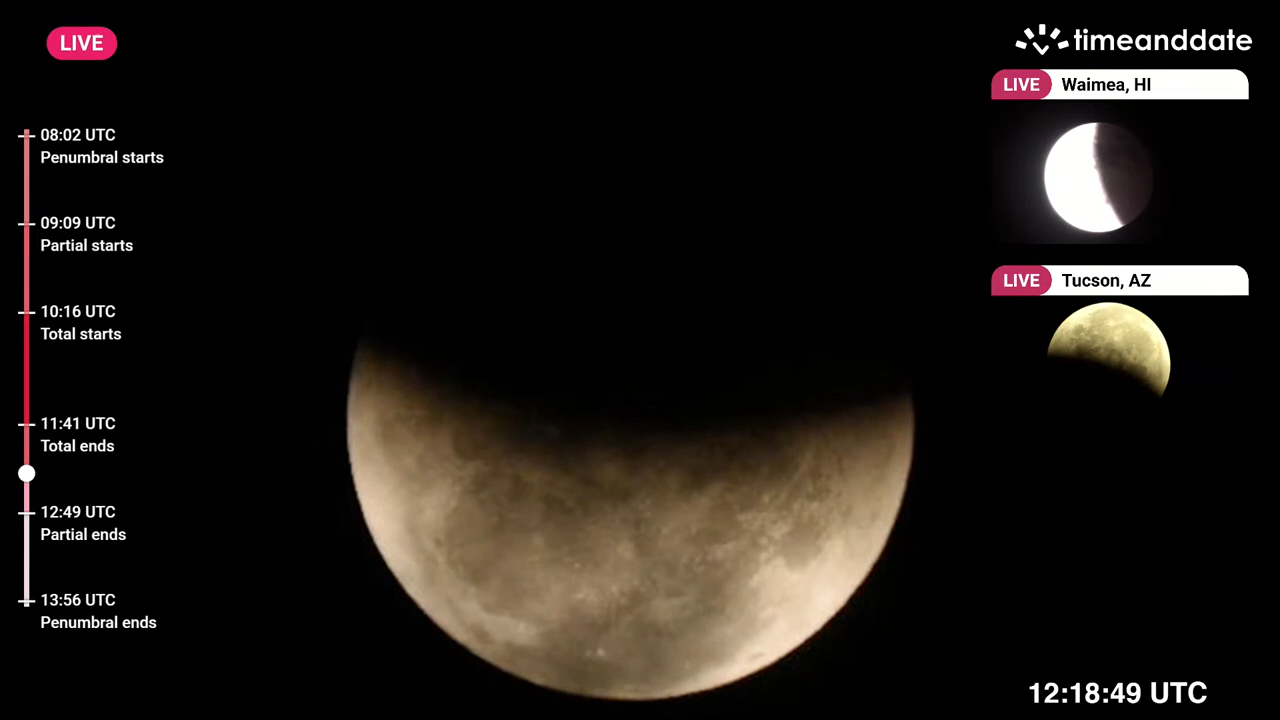 LIVE
timeanddate
LIVE Waimea, HI
08:02 UTC
Penumbral starts
09:09 UTC
Partial starts
LIVE Tucson, AZ
10:16 UTC
Total starts
11:41 UTC
Total ends
12:49 UTC
Partial ends
13:56 UTC
Penumbral ends
12:18:49 UTC